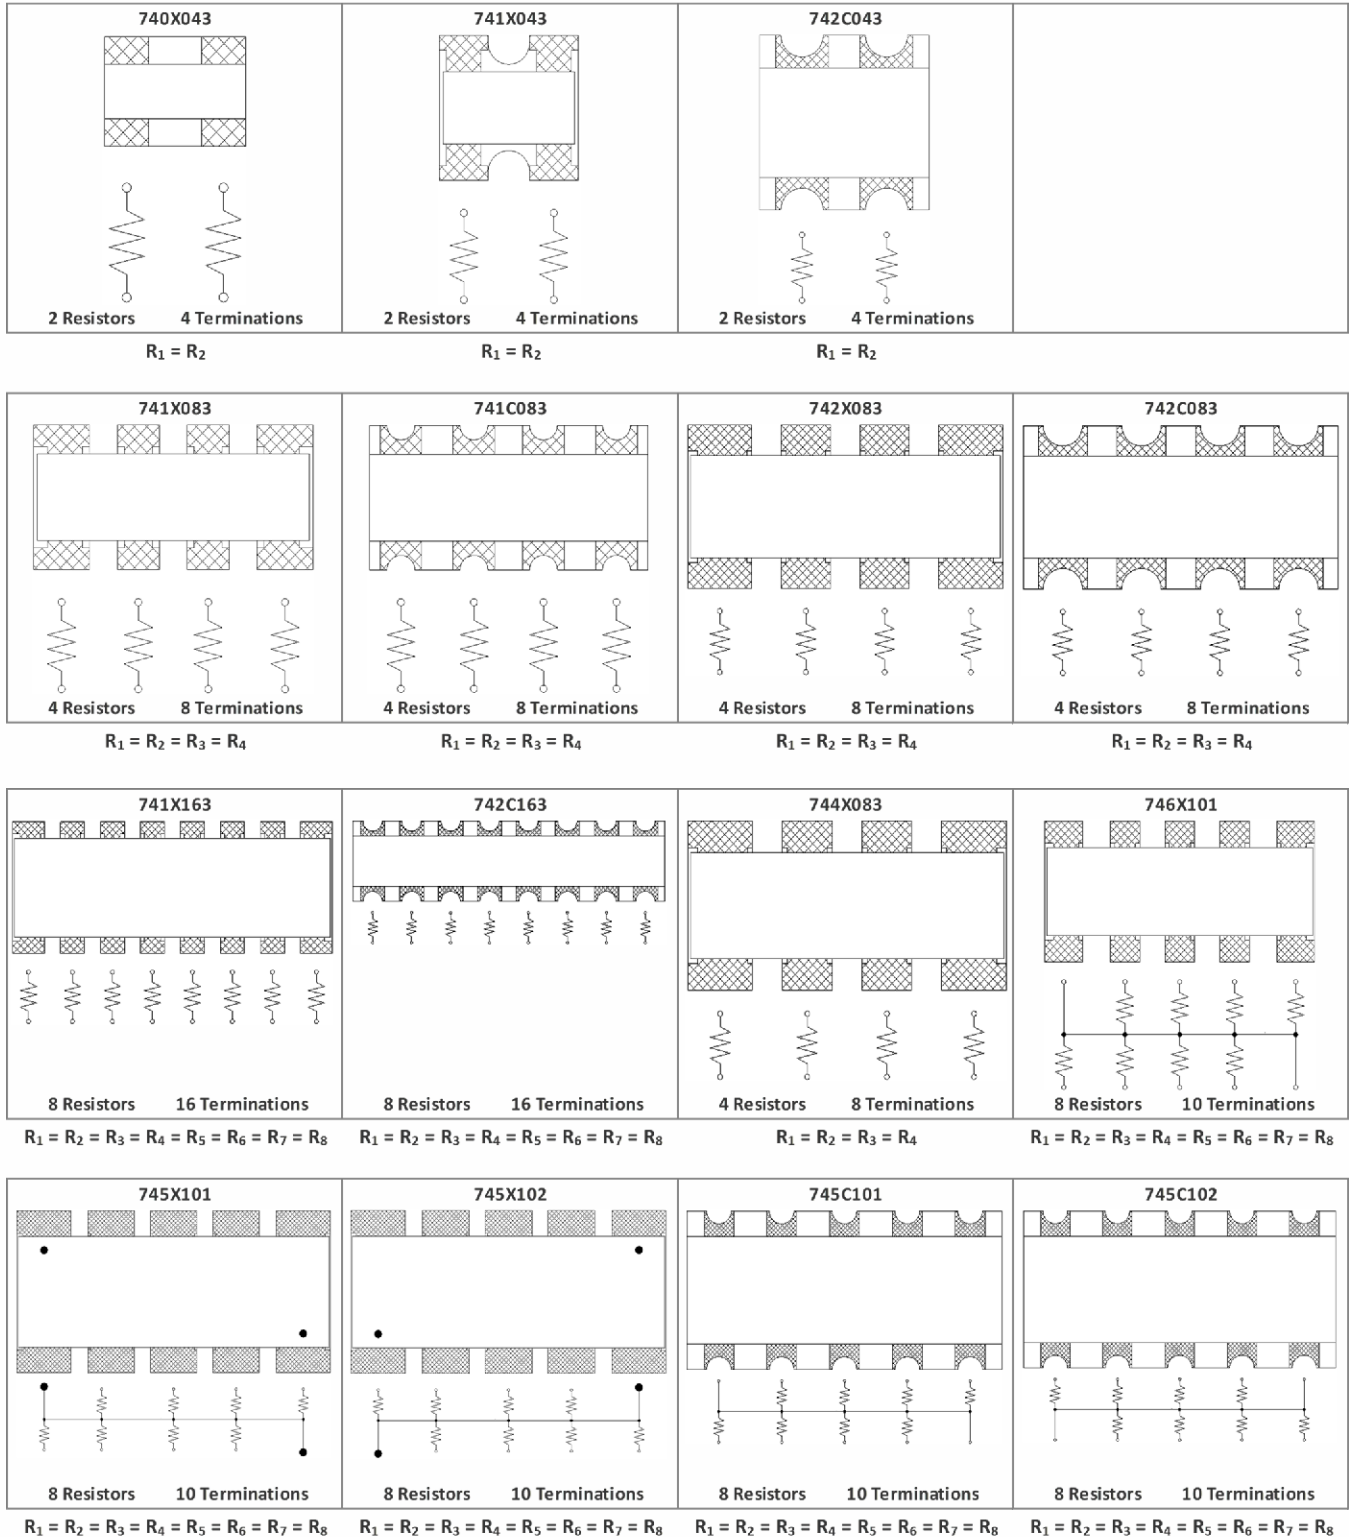 740X043 741X043 742C043
2 Resistors 4 Terminations 2 Resistors 4 Terminations 2 Resistors 4 Terminations
R₁ = R₂ R₁ = R₂ R₁ = R₂
741X083 741C083 742X083 742C083
4 Resistors 8 Terminations 4 Resistors 8 Terminations 4 Resistors 8 Terminations 4 Resistors 8 Terminations
R₁ = R₂ = R₃ = R₄ R₁ = R₂ = R₃ = R₄ R₁ = R₂ = R₃ = R₄ R₁ = R₂ = R₃ = R₄
741X163 742C163 744X083 746X101
8 Resistors 16 Terminations 8 Resistors 16 Terminations 4 Resistors 8 Terminations 8 Resistors 10 Terminations
R₁ = R₂ = R₃ = R₄ = R₅ = R₆ = R₇ = R₈ R₁ = R₂ = R₃ = R₄ = R₅ = R₆ = R₇ = R₈ R₁ = R₂ = R₃ = R₄ R₁ = R₂ = R₃ = R₄ = R₅ = R₆ = R₇ = R₈
745X101 745X102 745C101 745C102
8 Resistors 10 Terminations 8 Resistors 10 Terminations 8 Resistors 10 Terminations 8 Resistors 10 Terminations
R₁ = R₂ = R₃ = R₄ = R₅ = R₆ = R₇ = R₈ R₁ = R₂ = R₃ = R₄ = R₅ = R₆ = R₇ = R₈ R₁ = R₂ = R₃ = R₄ = R₅ = R₆ = R₇ = R₈ R₁ = R₂ = R₃ = R₄ = R₅ = R₆ = R₇ = R₈